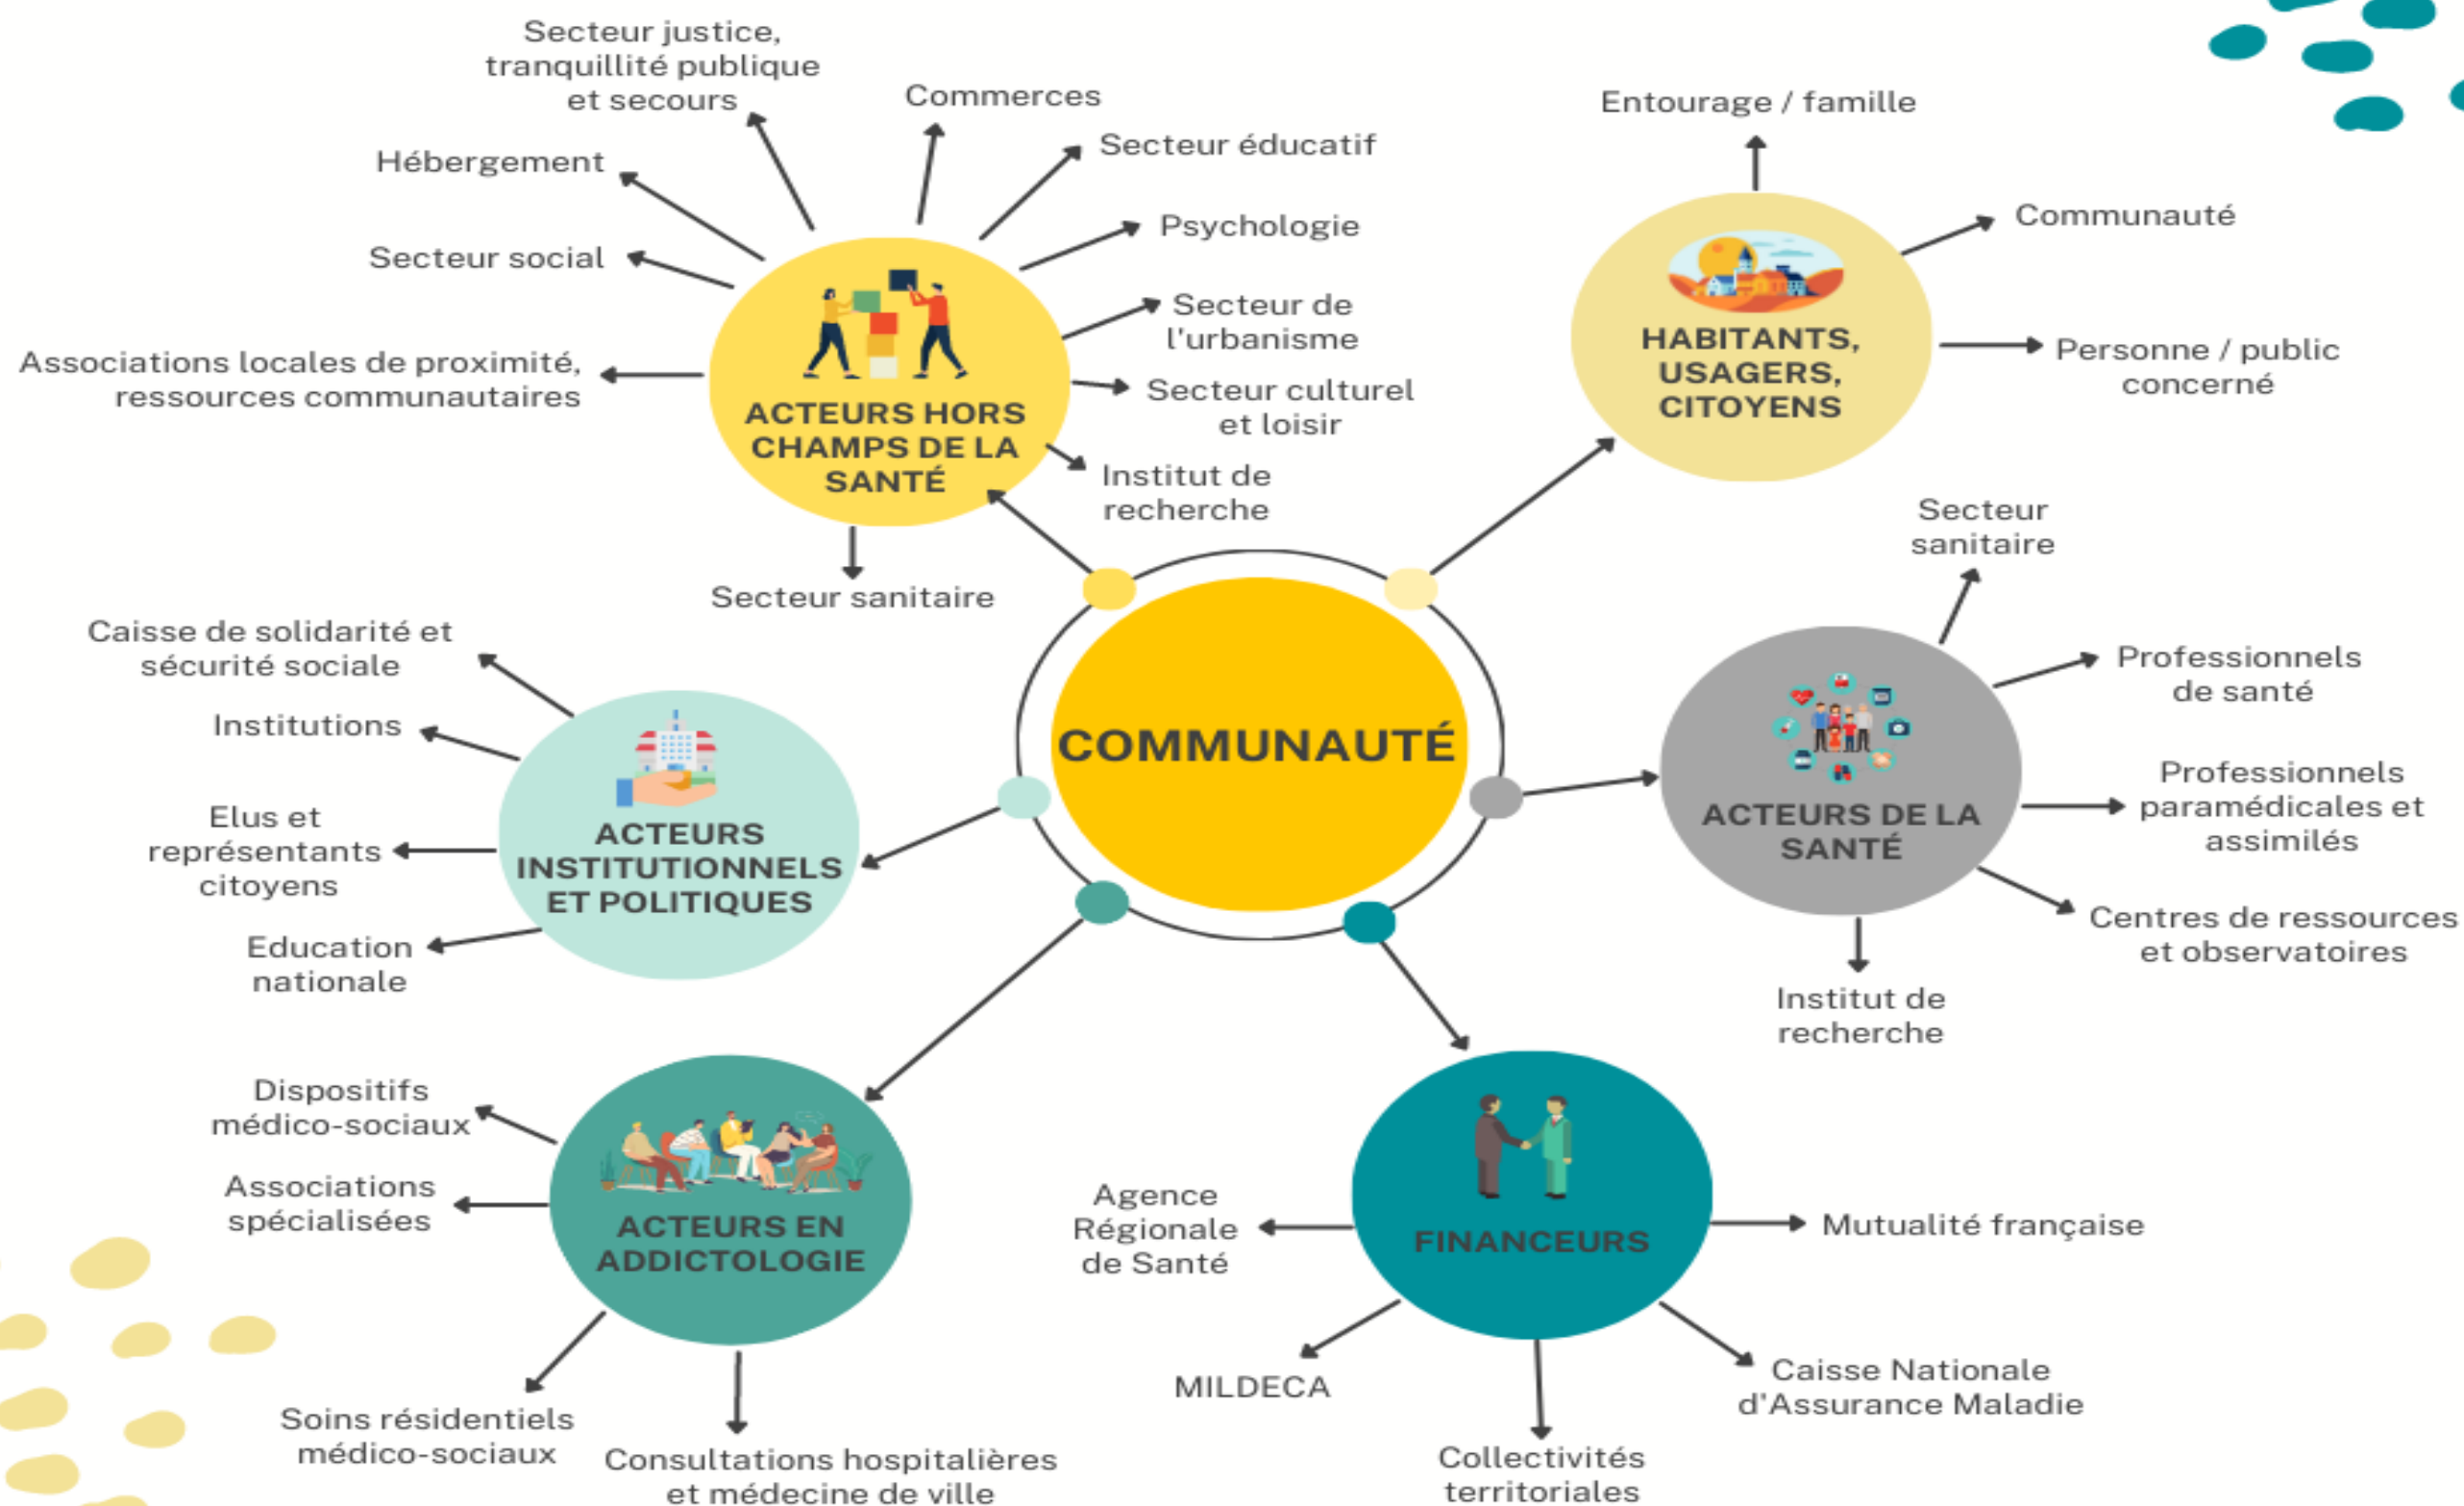 Secteur justice,
tranquillité publique
et secours
Commerces
Secteur éducatif
Hébergement
Psychologie
Secteur social
Secteur de
l'urbanisme
Associations locales de proximité,
ressources communautaires
Secteur culturel
et loisir
ACTEURS HORS
CHAMPS DE LA
SANTÉ
Institut de
recherche
Secteur sanitaire
Entourage / famille
Communauté
HABITANTS,
USAGERS,
CITOYENS
Personne / public
concerné
COMMUNAUTÉ
Secteur
sanitaire
Professionnels
de santé
Professionnels
paramédicales et
assimilés
ACTEURS DE LA
SANTÉ
Centres de ressources
et observatoires
Institut de
recherche
Caisse de solidarité et
sécurité sociale
Institutions
Elus et
représentants
citoyens
ACTEURS
INSTITUTIONNELS
ET POLITIQUES
Education
nationale
Dispositifs
médico-sociaux
Associations
spécialisées
ACTEURS EN
ADDICTOLOGIE
Soins résidentiels
médico-sociaux
Consultations hospitalières
et médecine de ville
Agence
Régionale
de Santé
FINANCEURS
Mutualité française
MILDECA
Caisse Nationale
d'Assurance Maladie
Collectivités
territoriales